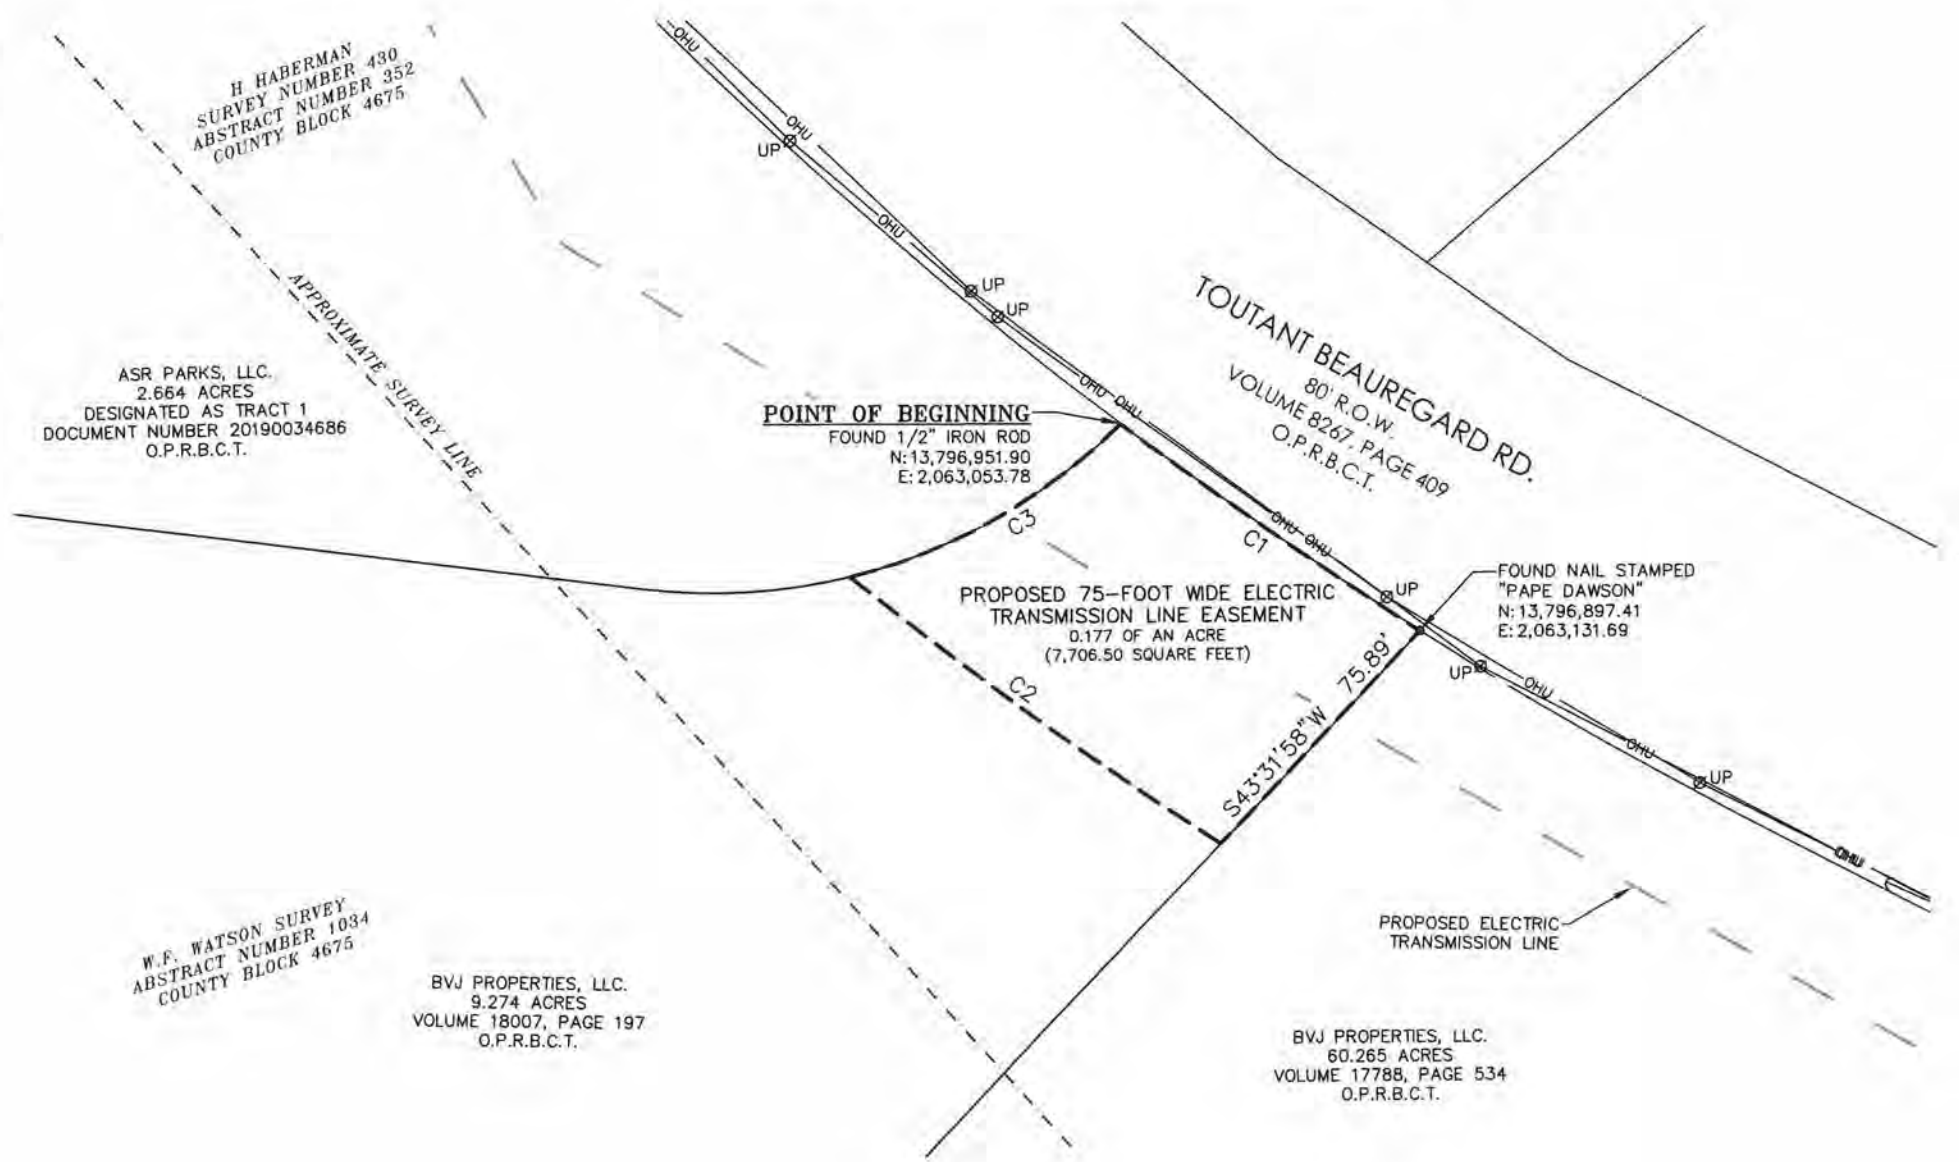 H HABERMAN
SURVEY NUMBER 430
ABSTRACT NUMBER 352
COUNTY BLOCK 4675
OHU
OHU
UP
OHU
UP
UP
OHU
OHU
APPROXIMATE SURVEY LINE
TOUTANT BEAUREGARD RD.
80' R.O.W.
VOLUME 8267, PAGE 409
O.P.R.B.C.T.
ASR PARKS, LLC.
2.664 ACRES
DESIGNATED AS TRACT 1
DOCUMENT NUMBER 20190034686
O.P.R.B.C.T.
POINT OF BEGINNING
FOUND 1/2" IRON ROD
N:13,796,951.90
E:2,063,053.78
C3
C1
OHU
OHU
UP
FOUND NAIL STAMPED
"PAPE DAWSON"
N:13,796,897.41
E:2,063,131.69
PROPOSED 75-FOOT WIDE ELECTRIC
TRANSMISSION LINE EASEMENT
0.177 OF AN ACRE
(7,706.50 SQUARE FEET)
C2
S43°31'58"W 75.89'
UP
OHU
OHU
UP
OHU
PROPOSED ELECTRIC
TRANSMISSION LINE
W.F. WATSON SURVEY
ABSTRACT NUMBER 1034
COUNTY BLOCK 4675
BVJ PROPERTIES, LLC.
9.274 ACRES
VOLUME 18007, PAGE 197
O.P.R.B.C.T.
BVJ PROPERTIES, LLC.
60.265 ACRES
VOLUME 17788, PAGE 534
O.P.R.B.C.T.